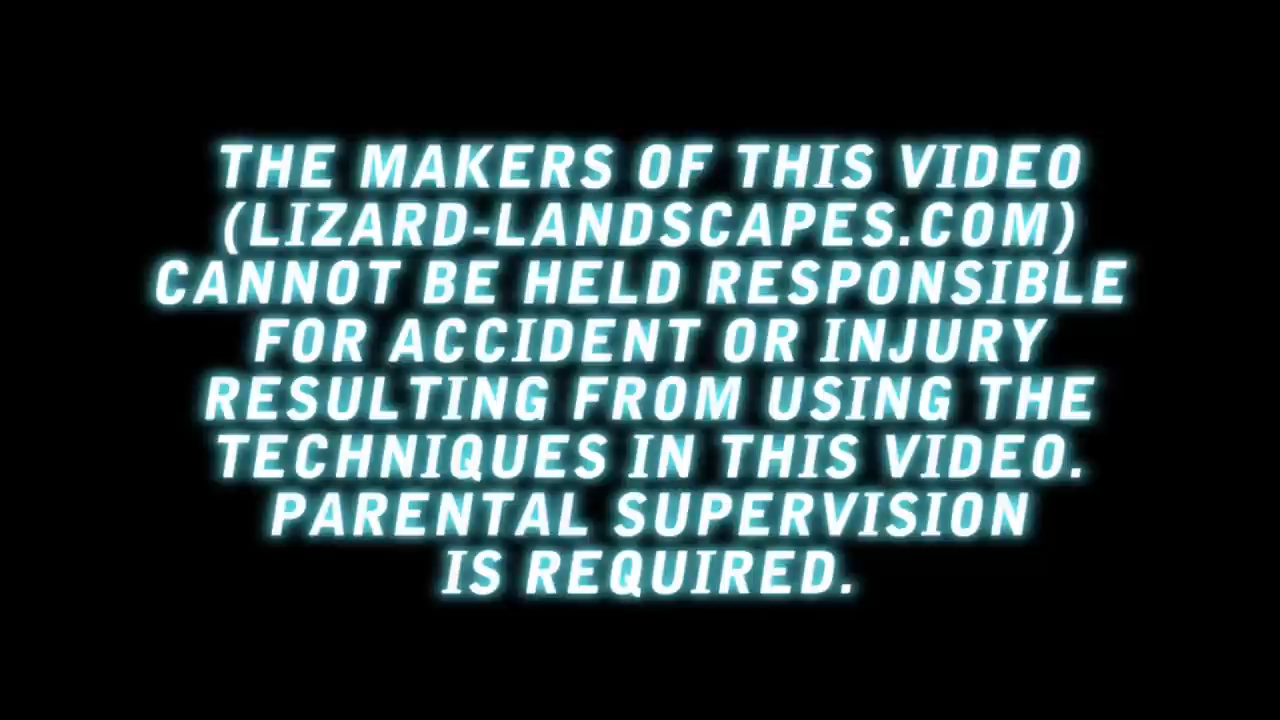 THE MAKERS OF THIS VIDEO
(LIZARD-LANDSCAPES.COM)
CANNOT BE HELD RESPONSIBLE
FOR ACCIDENT OR INJURY
RESULTING FROM USING THE
TECHNIQUES IN THIS VIDEO.
PARENTAL SUPERVISION
IS REQUIRED.